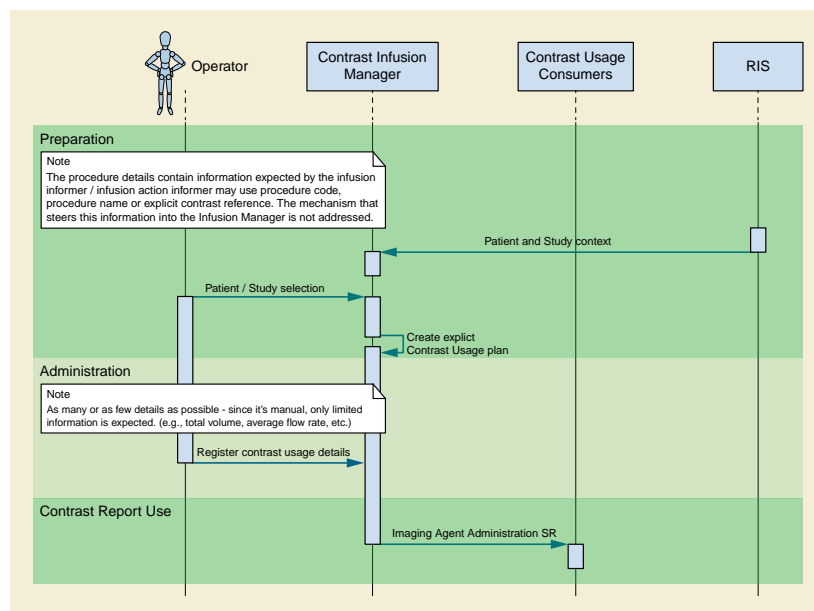 Operator
Contrast Infusion
Manager
Contrast Usage
Consumers
RIS
Preparation
Note
The procedure details contain information expected by the infusion
informer / infusion action informer may use procedure code,
procedure name or explicit contrast reference. The mechanism that
steers this information into the Infusion Manager is not addressed.
Patient and Study context
Patient / Study selection
Create explict
Contrast Usage plan
Administration
Note
As many or as few details as possible - since it's manual, only limited
information is expected. (e.g., total volume, average flow rate, etc.)
Register contrast usage details
Contrast Report Use
Imaging Agent Administration SR